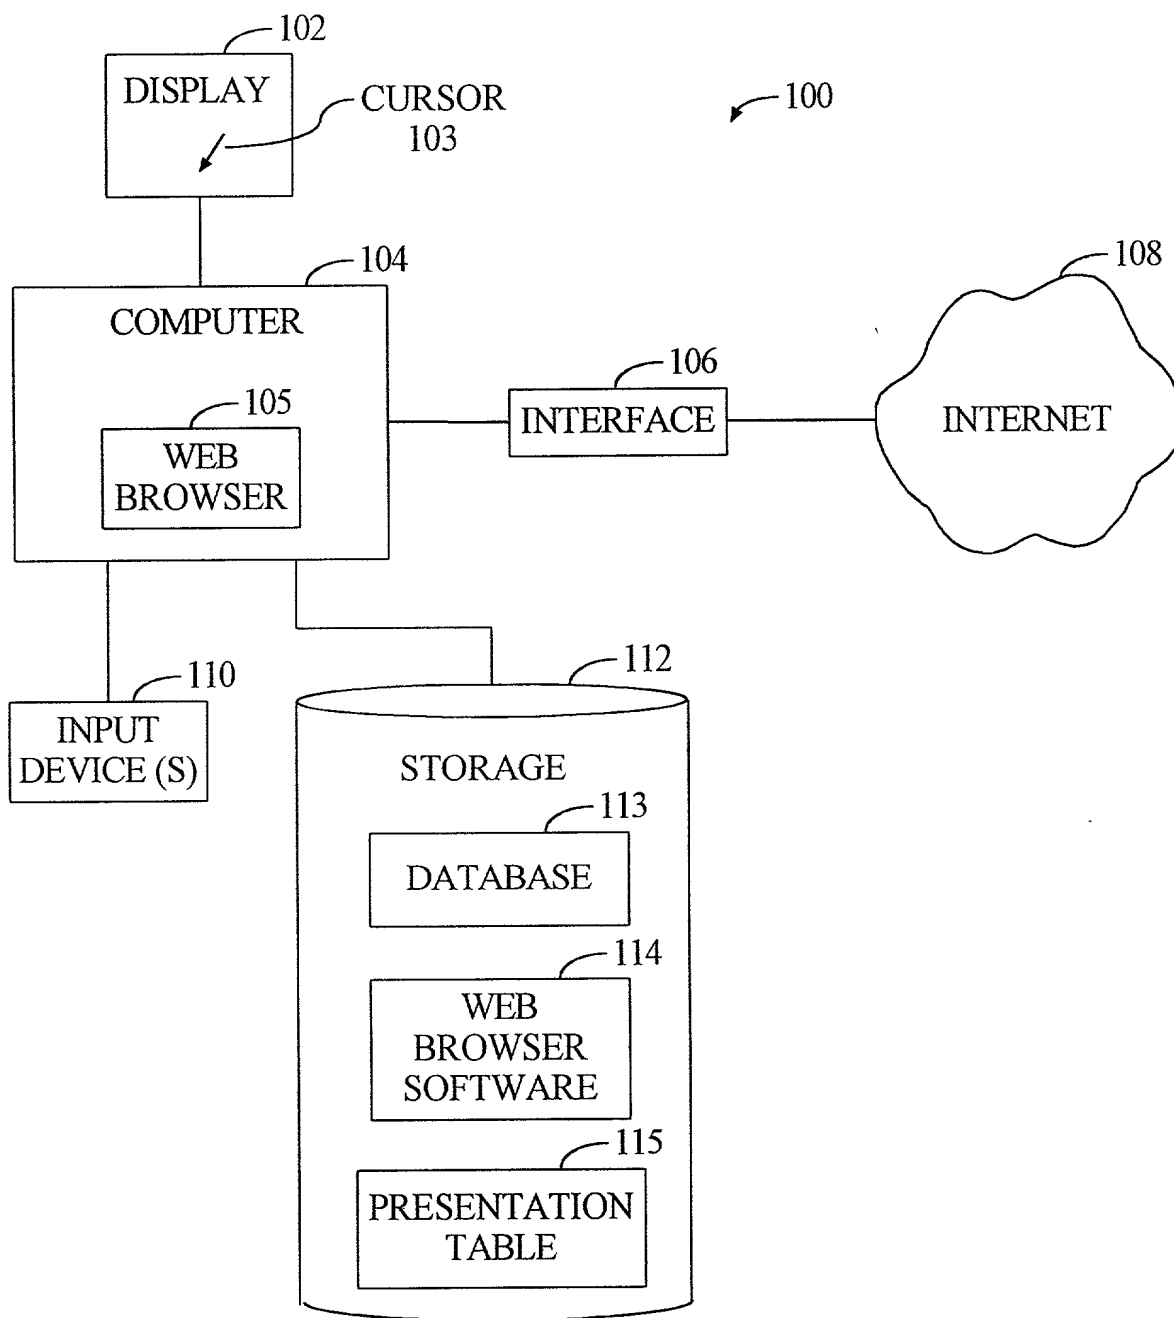 102
DISPLAY
CURSOR
103
100
104
COMPUTER
105
WEB
BROWSER
106
INTERFACE
108
INTERNET
110
INPUT
DEVICE (S)
112
STORAGE
113
DATABASE
114
WEB
BROWSER
SOFTWARE
115
PRESENTATION
TABLE